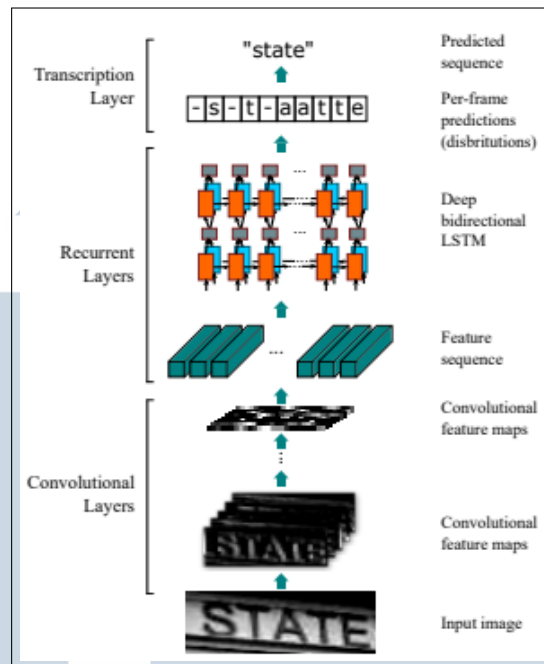 "state"
Predicted sequence
Transcription Layer
-s-t-aatte
Per-frame predictions (disbritutions)
Recurrent Layers
Deep bidirectional LSTM
...
...
Feature sequence
Convolutional feature maps
Convolutional Layers
STATE
Convolutional feature maps
STATE
Input image